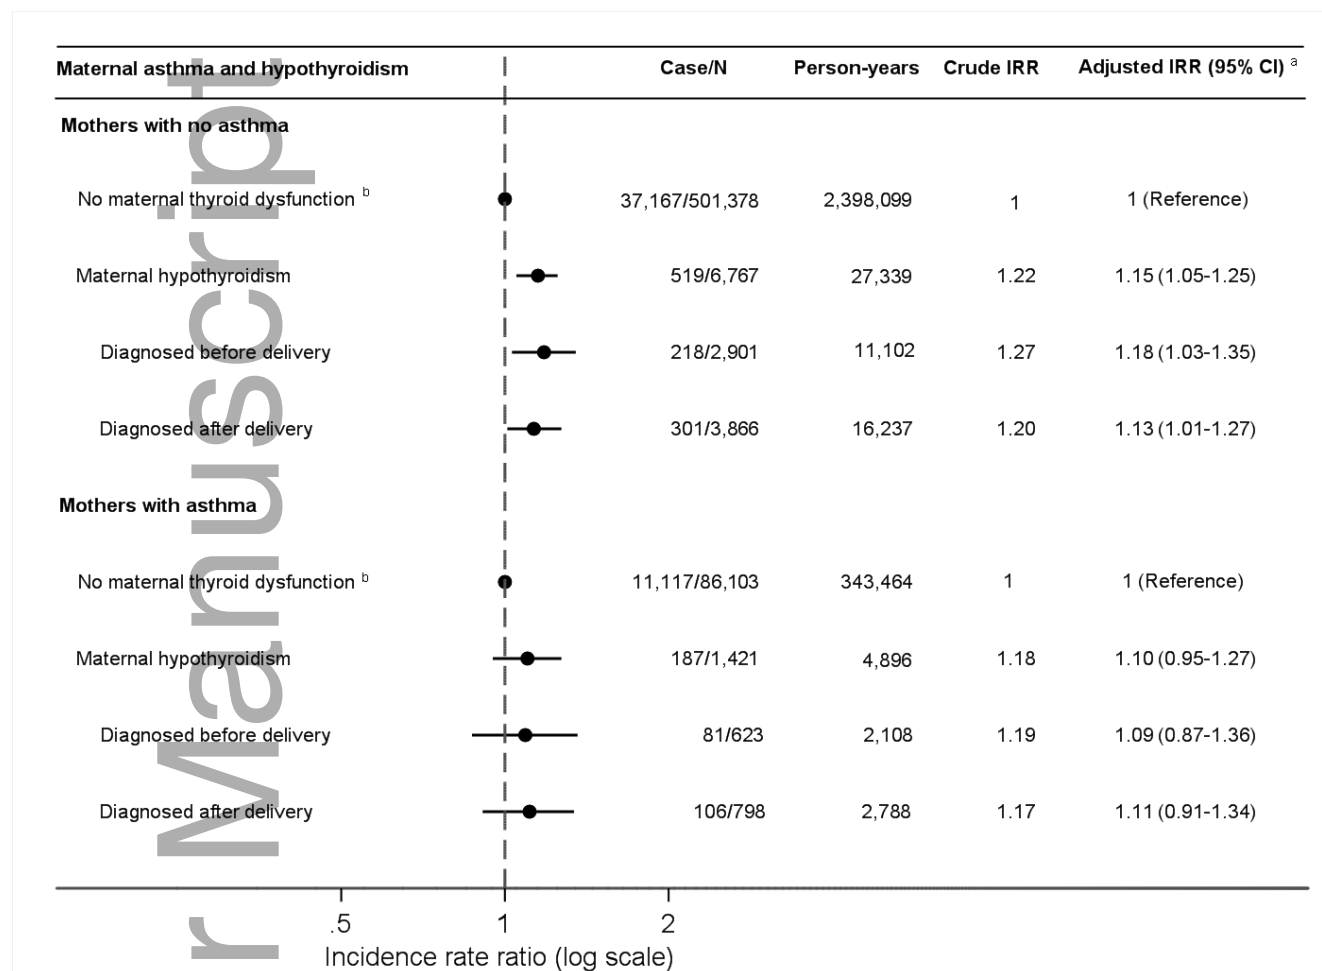 Maternal asthma and hypothyroidism Case/N Person-years Crude IRR Adjusted IRR (95% CI) a
Mothers with no asthma
No maternal thyroid dysfunction b 37,167/501,378 2,398,099 1 1 (Reference)
Maternal hypothyroidism 519/6,767 27,339 1.22 1.15 (1.05-1.25)
Diagnosed before delivery 218/2,901 11,102 1.27 1.18 (1.03-1.35)
Diagnosed after delivery 301/3,866 16,237 1.20 1.13 (1.01-1.27)
Mothers with asthma
No maternal thyroid dysfunction b 11,117/86,103 343,464 1 1 (Reference)
Maternal hypothyroidism 187/1,421 4,896 1.18 1.10 (0.95-1.27)
Diagnosed before delivery 81/623 2,108 1.19 1.09 (0.87-1.36)
Diagnosed after delivery 106/798 2,788 1.17 1.11 (0.91-1.34)
.5 1 2
Incidence rate ratio (log scale)
r Manuscript